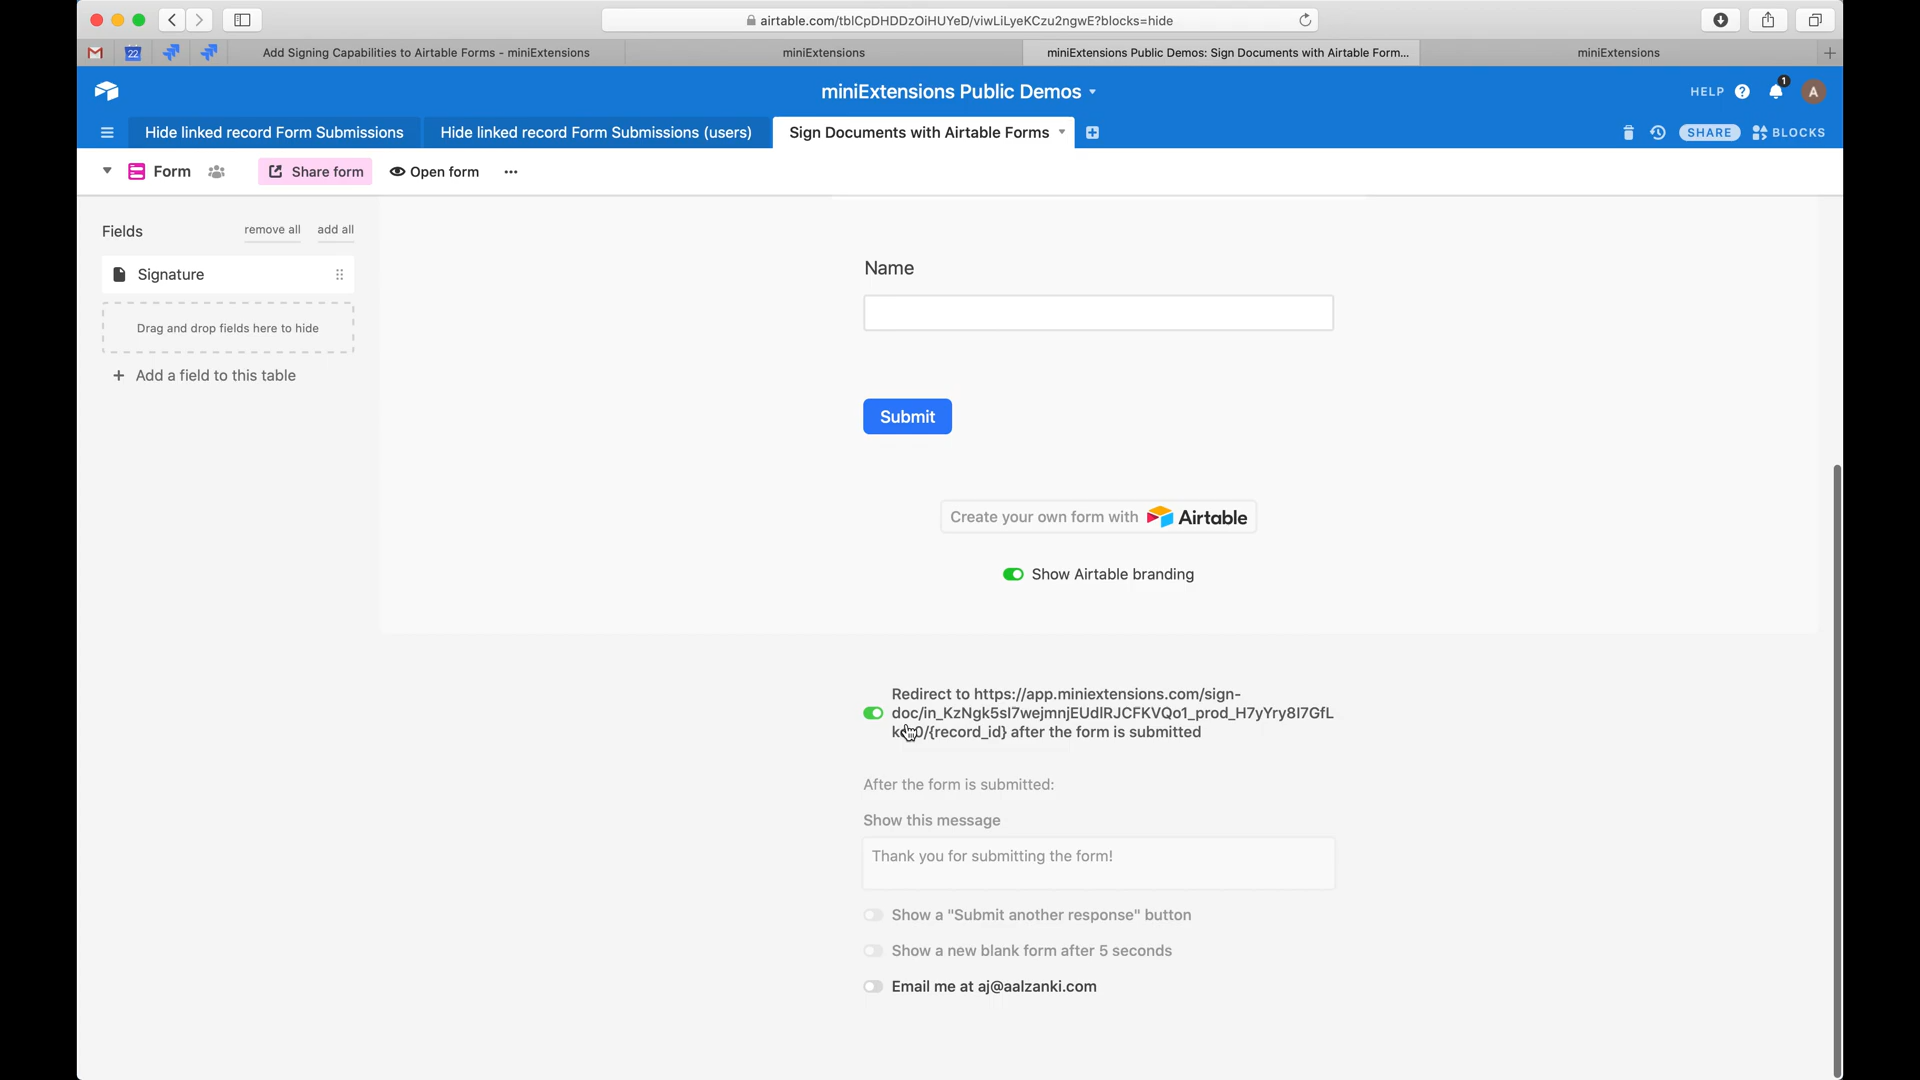 airtable.com/tblCpDHDDzOiHUYeD/viwLiLyeKCzu2ngwE?blocks=hide
22
Add Signing Capabilities to Airtable Forms - miniExtensions
miniExtensions
miniExtensions Public Demos: Sign Documents with Airtable Form...
miniExtensions
miniExtensions Public Demos
HELP
1
A
Hide linked record Form Submissions
Hide linked record Form Submissions (users)
Sign Documents with Airtable Forms
SHARE
BLOCKS
Form
Share form
Open form
Fields
remove all
add all
Signature
Drag and drop fields here to hide
+ Add a field to this table
Name
Submit
Create your own form with Airtable
Show Airtable branding
Redirect to https://app.miniextensions.com/sign-
doc/in_KzNgk5sI7wejmnjEUdIRJCFKVQo1_prod_H7yYry8I7GfL
/{record_id} after the form is submitted
After the form is submitted:
Show this message
Thank you for submitting the form!
Show a "Submit another response" button
Show a new blank form after 5 seconds
Email me at aj@aalzanki.com